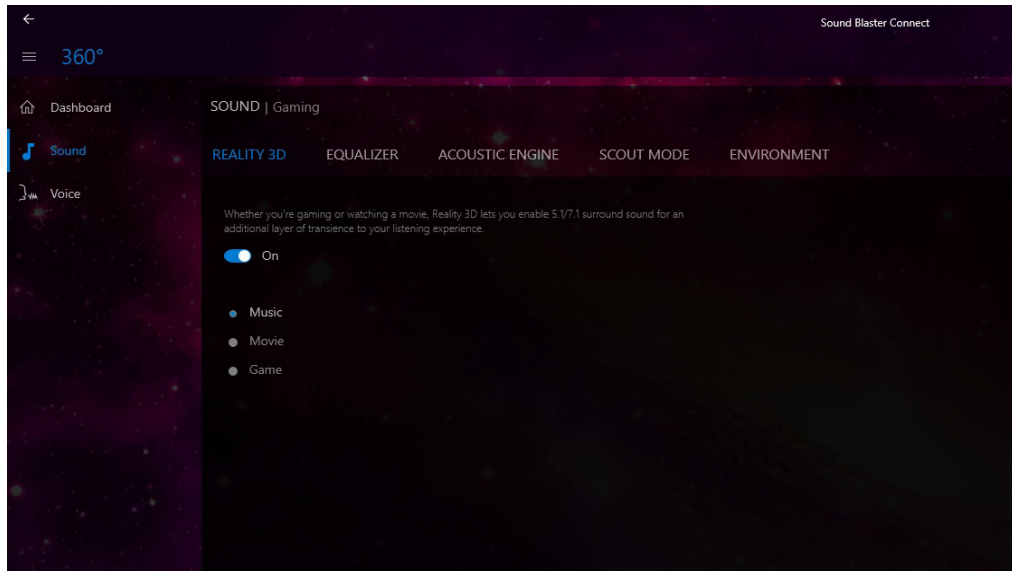 Sound Blaster Connect
360°
Dashboard
Sound
Voice
SOUND | Gaming
REALITY 3D EQUALIZER ACOUSTIC ENGINE SCOUT MODE ENVIRONMENT
Whether you're gaming or watching a movie, Reality 3D lets you enable 5.1/7.1 surround sound for an
additional layer of transience to your listening experience.
On
Music
Movie
Game